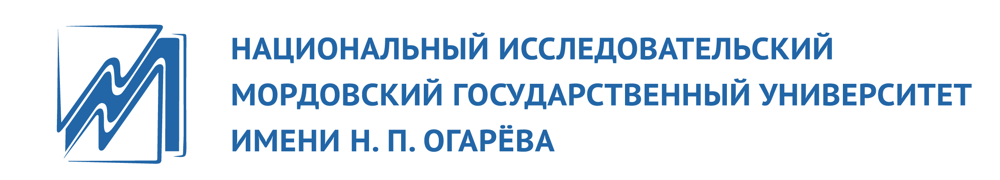 НАЦИОНАЛЬНЫЙ ИССЛЕДОВАТЕЛЬСКИЙ
МОРДОВСКИЙ ГОСУДАРСТВЕННЫЙ УНИВЕРСИТЕТ
ИМЕНИ Н. П. ОГАРЁВА